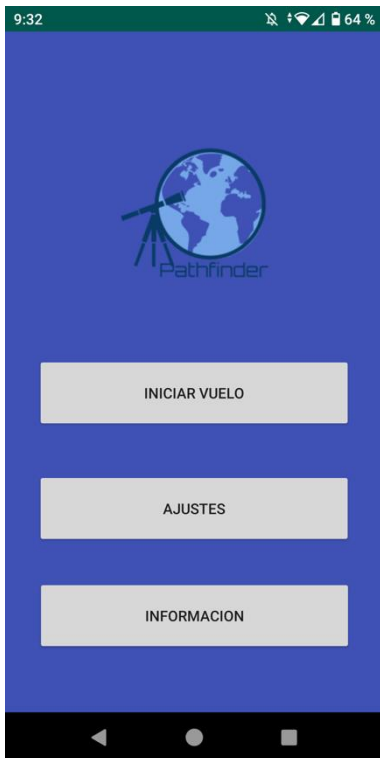 9:32
64 %
Pathfinder
INICIAR VUELO
AJUSTES
INFORMACION